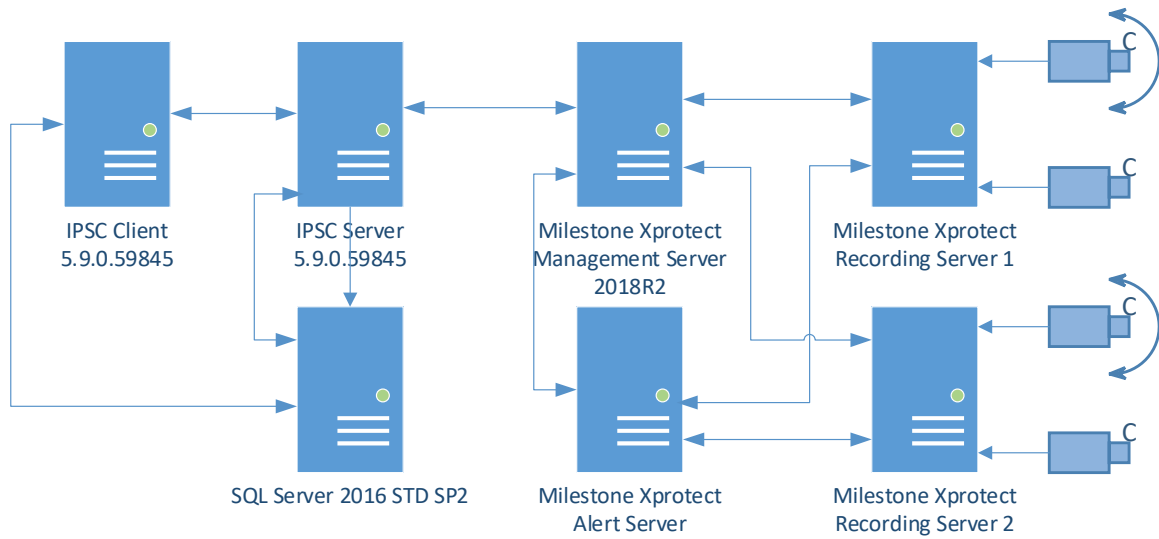 C
C
IPSC Client
5.9.0.59845
IPSC Server
5.9.0.59845
Milestone Xprotect
Management Server
2018R2
Milestone Xprotect
Recording Server 1
C
C
SQL Server 2016 STD SP2
Milestone Xprotect
Alert Server
Milestone Xprotect
Recording Server 2